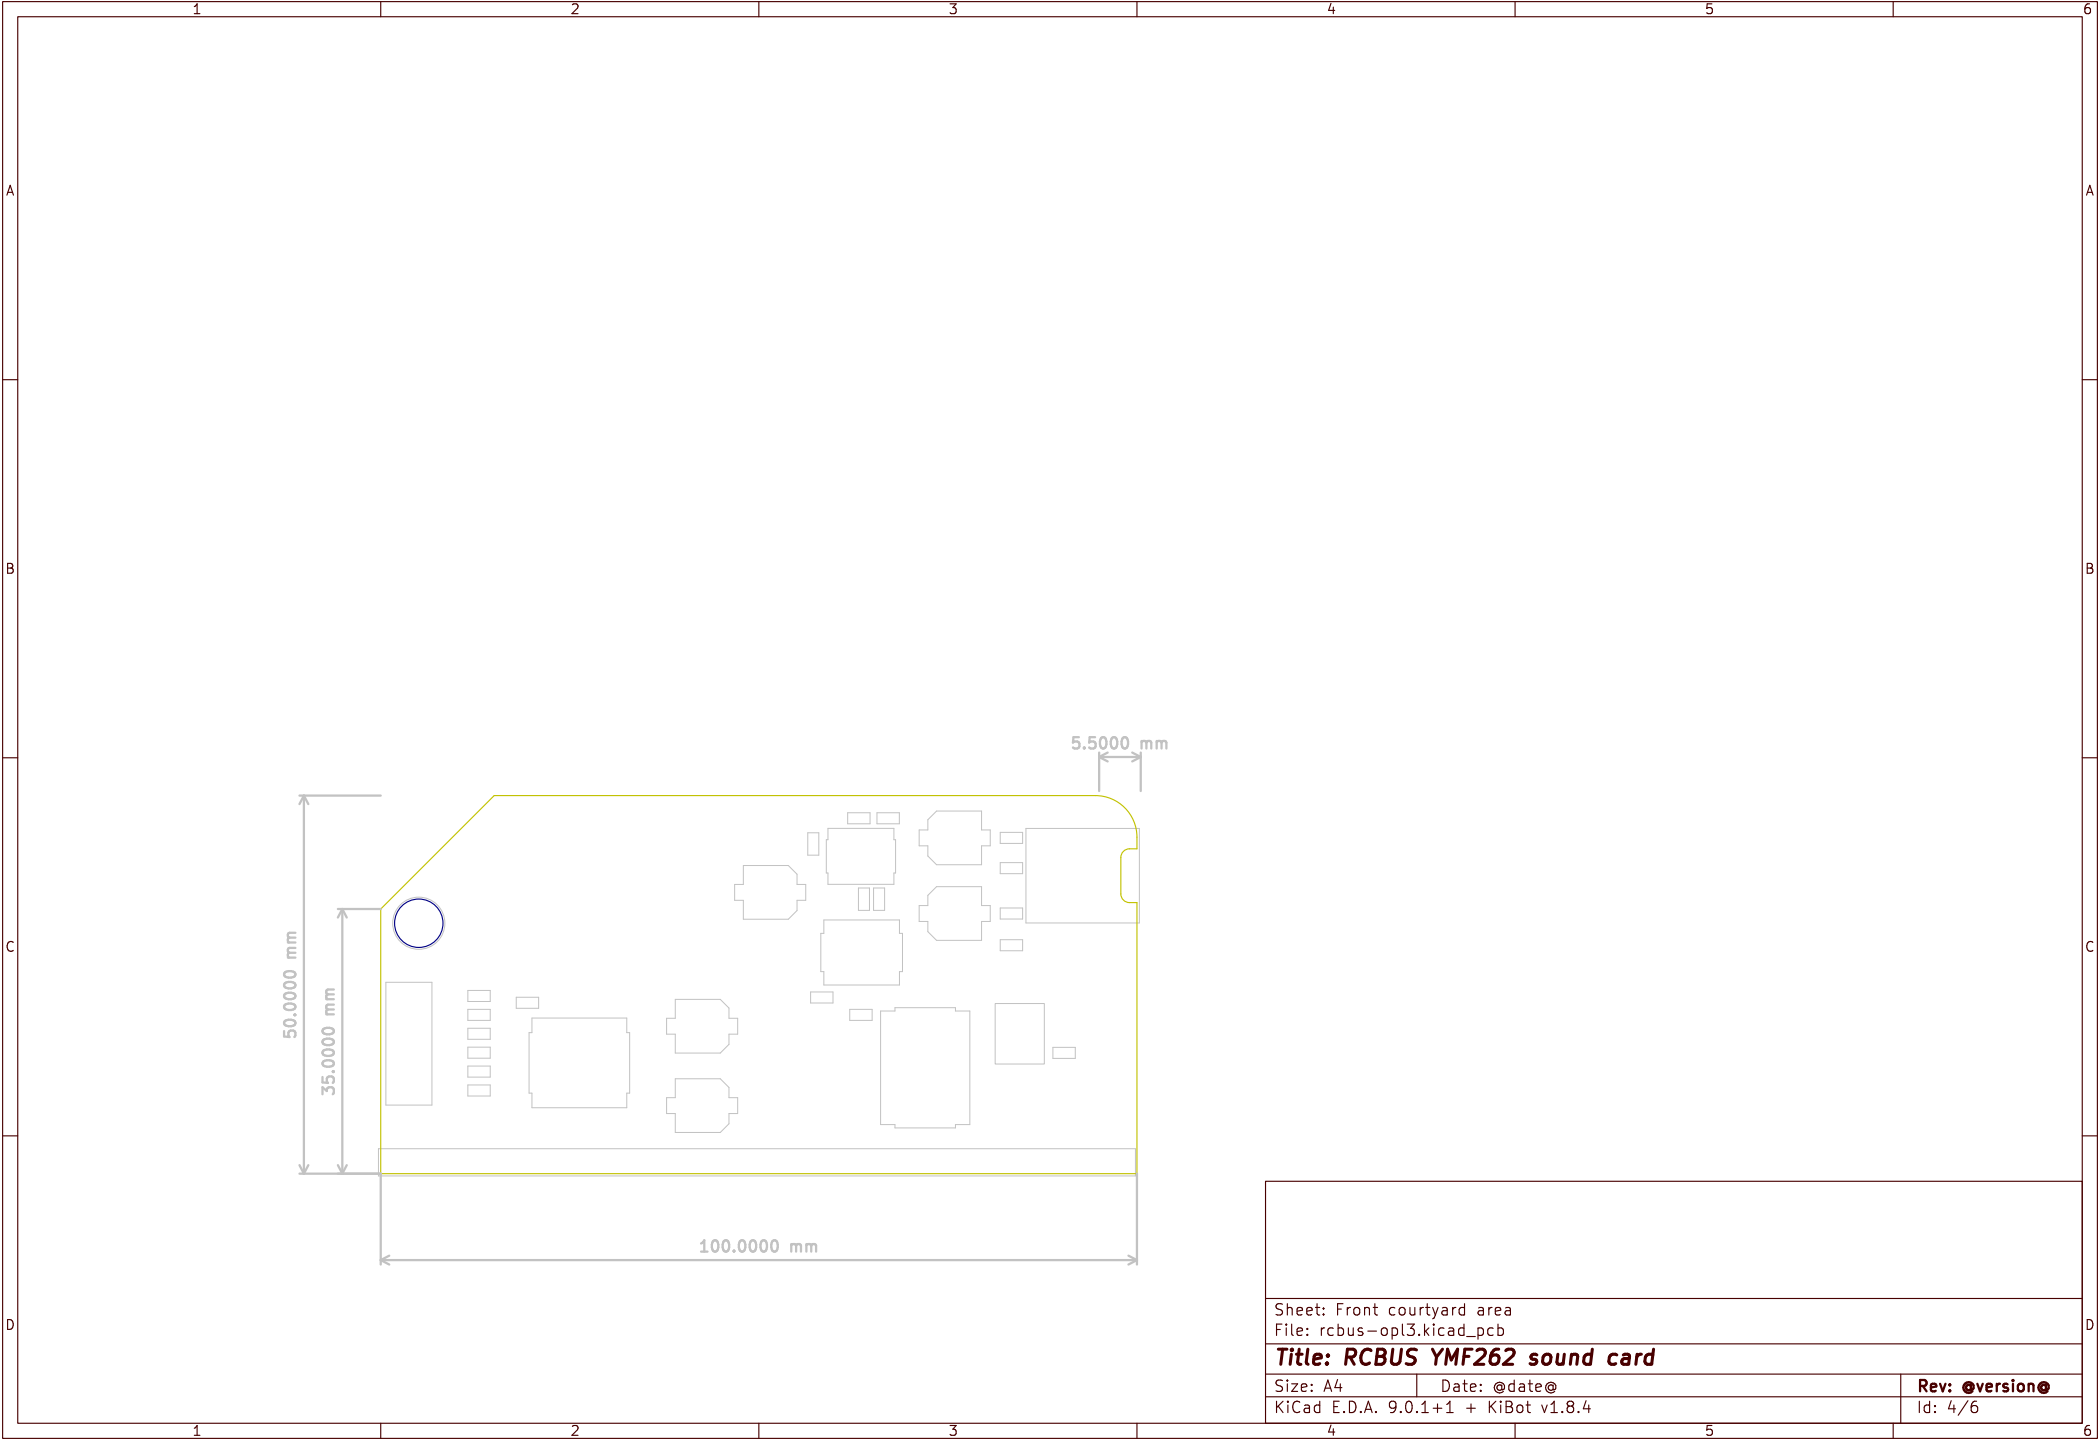 1 2 3 4 5 6
A A
B B
5.5000 mm
C C
50.0000 mm
35.0000 mm
100.0000 mm
D D
Sheet: Front courtyard area
File: rcbus-opl3.kicad_pcb
Title: RCBUS YMF262 sound card
Size: A4 Date: @date@ Rev: @version@
KiCad E.D.A. 9.0.1+1 + KiBot v1.8.4 Id: 4/6
1 2 3 4 5 6